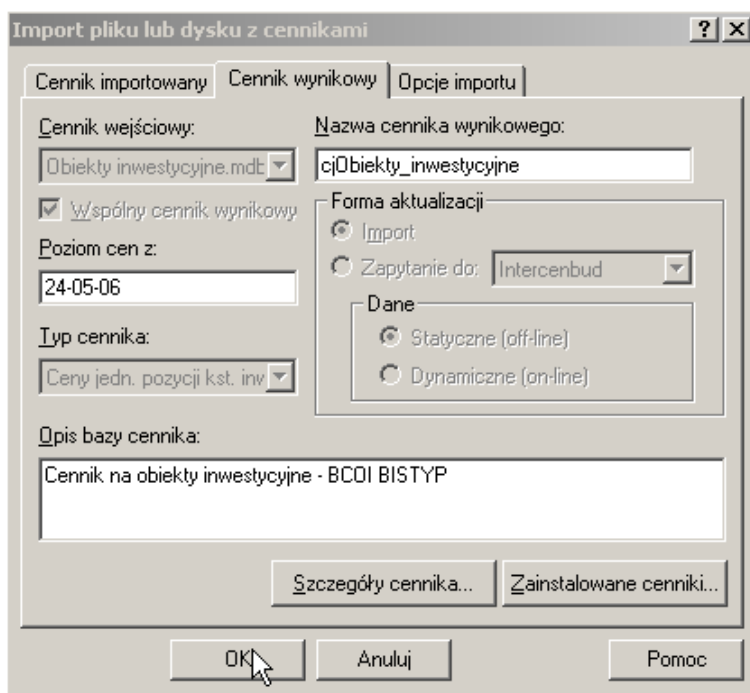 Import pliku lub dysku z cennikami
Cennik importowany
Cennik wynikowy
Opcje importu
Cennik wejściowy:
Obiekty inwestycyjne.mdb
Wspólny cennik wynikowy
Poziom cen z:
24-05-06
Typ cennika:
Ceny jedn. pozycji kst. inw
Nazwa cennika wynikowego:
cjObiekty_inwestycyjne
Forma aktualizacji
Import
Zapytanie do: Intercenbud
Dane
Statyczne (off-line)
Dynamiczne (on-line)
Opis bazy cennika:
Cennik na obiekty inwestycyjne - BCOI BISTYP
Szczegóły cennika...
Zainstalowane cenniki...
OK
Anuluj
Pomoc